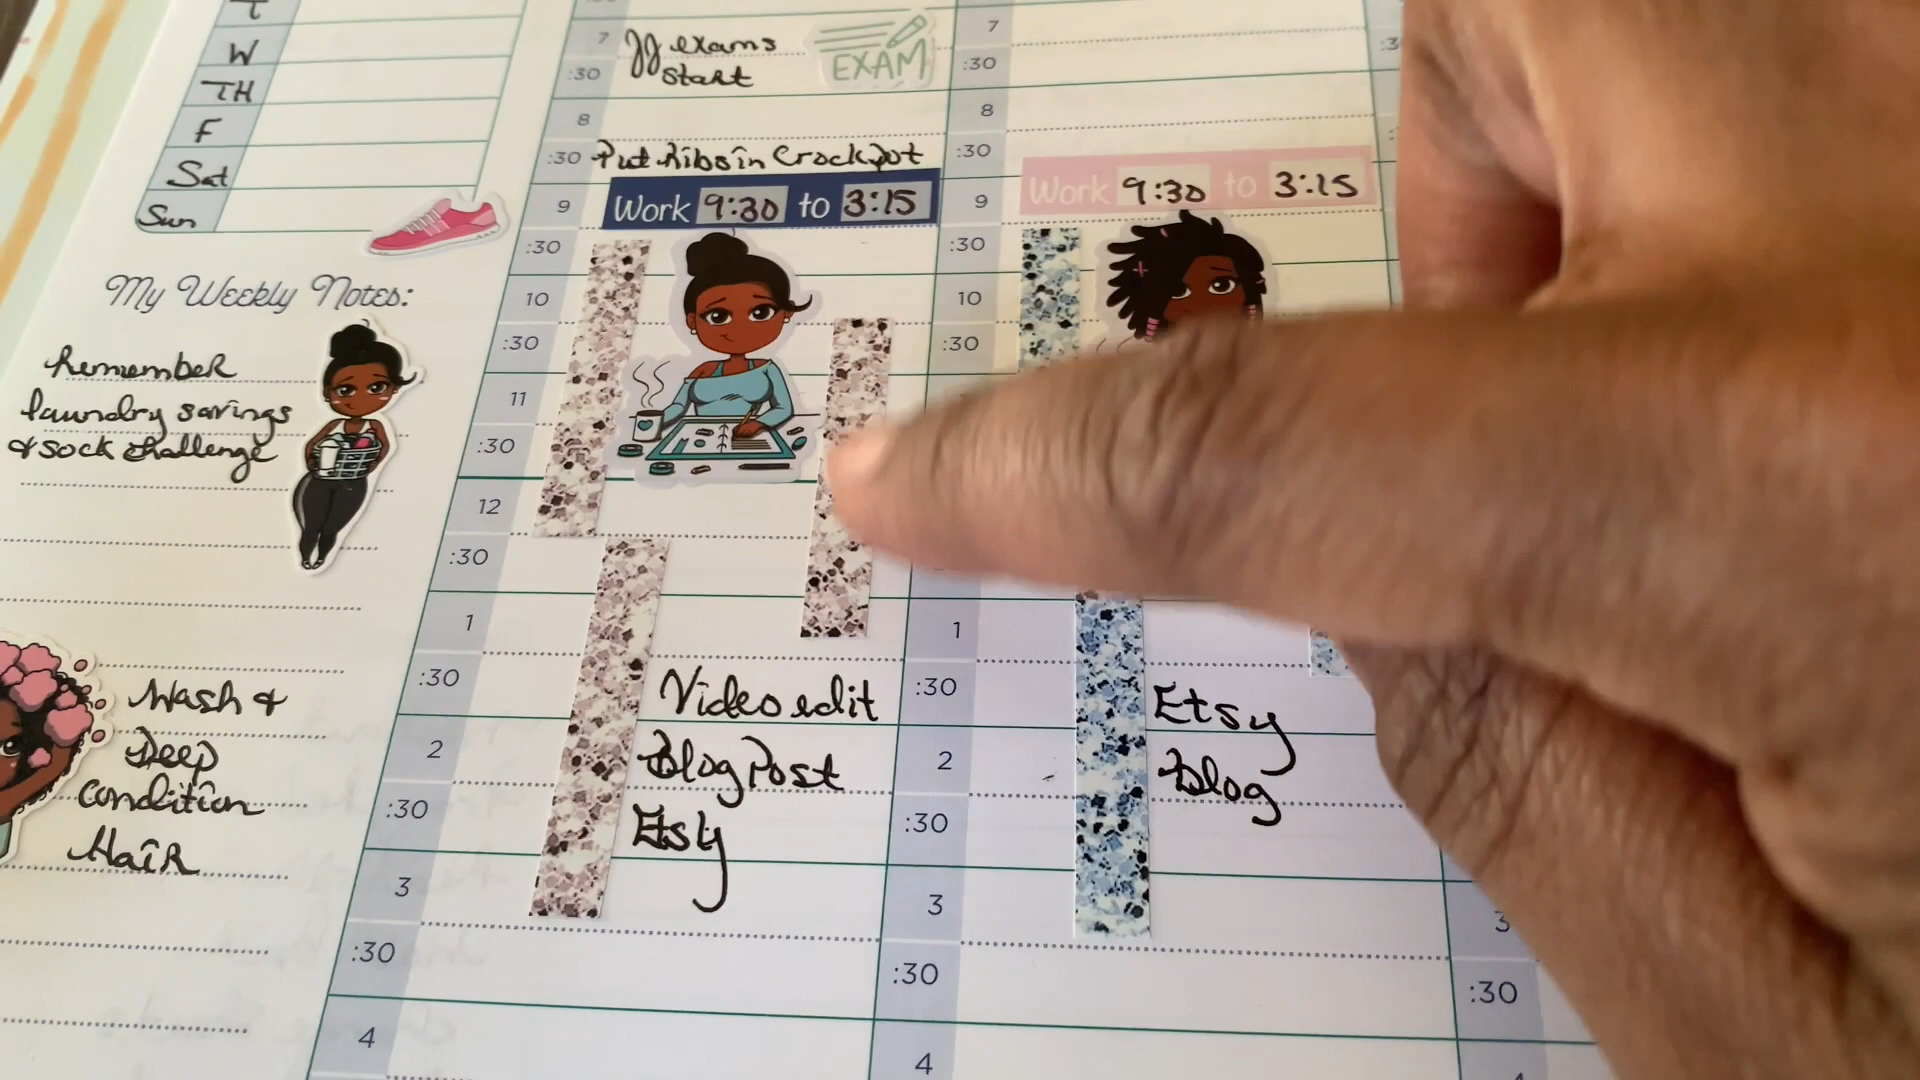 T
W
TH
F
Sat
Sun
My Weekly Notes:
Remember
laundry savings
& sock challenge
Wash &
Deep
Condition
Hair
7
:30
8
:30
9
:30
10
:30
11
:30
12
:30
1
:30
2
:30
3
:30
4
JJ exams
start
EXAM
Put Ribs in Crockpot
Work 9:30 to 3:15
Video edit
Blog Post
Etsy
7
:30
8
:30
9
:30
10
:30
1
:30
2
:30
3
:30
4
Work 9:30 to 3:15
Etsy
Blog
3
:30